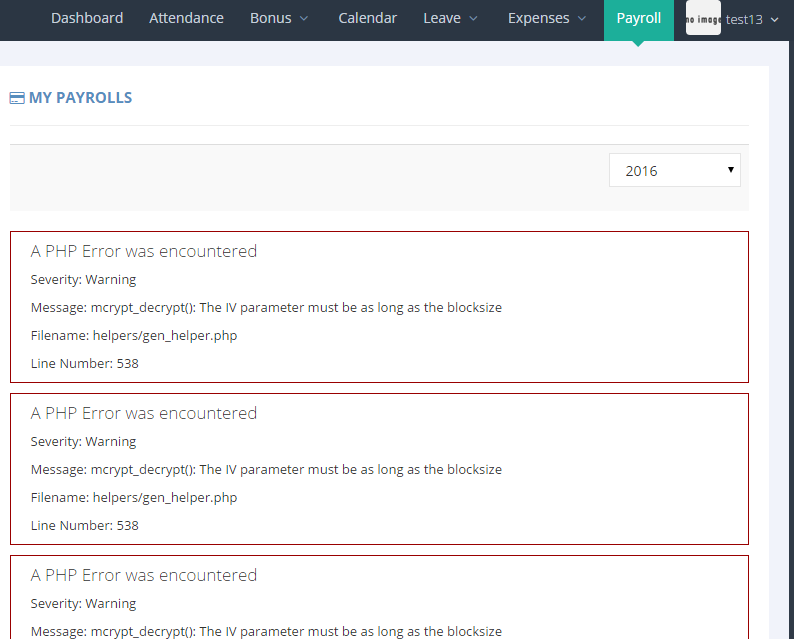 Dashboard Attendance Bonus Calendar Leave Expenses Payroll no image test13
MY PAYROLLS
2016
A PHP Error was encountered
Severity: Warning
Message: mcrypt_decrypt(): The IV parameter must be as long as the blocksize
Filename: helpers/gen_helper.php
Line Number: 538
A PHP Error was encountered
Severity: Warning
Message: mcrypt_decrypt(): The IV parameter must be as long as the blocksize
Filename: helpers/gen_helper.php
Line Number: 538
A PHP Error was encountered
Severity: Warning
Message: mcrypt_decrypt(): The IV parameter must be as long as the blocksize